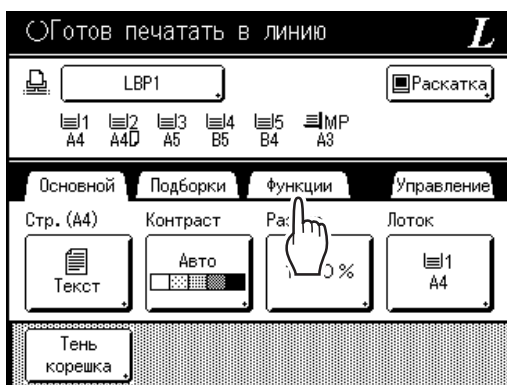 Готов печатать в линию
L
LBP1
Раскатка
1 2 3 4 5 MP
A4 A4 A5 B5 B4 A3
Основной Подборки Функции Управление
Стр. (A4) Контраст Лоток
Текст
Авто
%
1
A4
Тень
корешка